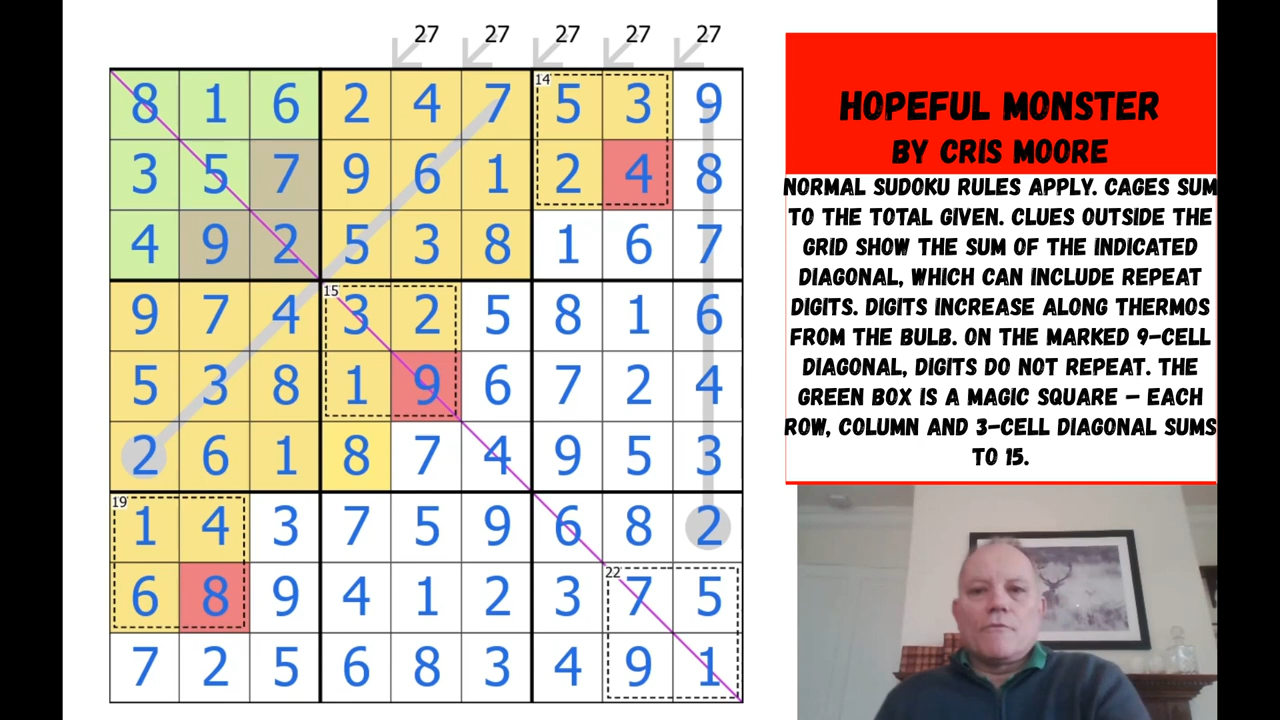 27 27 27 27 27
14
8 1 6 2 4 7 5 3 9
3 5 7 9 6 1 2 4 8
4 9 2 5 3 8 1 6 7
15
9 7 4 3 2 5 8 1 6
5 3 8 1 9 6 7 2 4
2 6 1 8 7 4 9 5 3
19
1 4 3 7 5 9 6 8 2
22
6 8 9 4 1 2 3 7 5
7 2 5 6 8 3 4 9 1
HOPEFUL MONSTER
BY CRIS MOORE
NORMAL SUDOKU RULES APPLY. CAGES SUM
TO THE TOTAL GIVEN. CLUES OUTSIDE THE
GRID SHOW THE SUM OF THE INDICATED
DIAGONAL, WHICH CAN INCLUDE REPEAT
DIGITS. DIGITS INCREASE ALONG THERMOS
FROM THE BULB. ON THE MARKED 9-CELL
DIAGONAL, DIGITS DO NOT REPEAT. THE
GREEN BOX IS A MAGIC SQUARE – EACH
ROW, COLUMN AND 3-CELL DIAGONAL SUMS
TO 15.